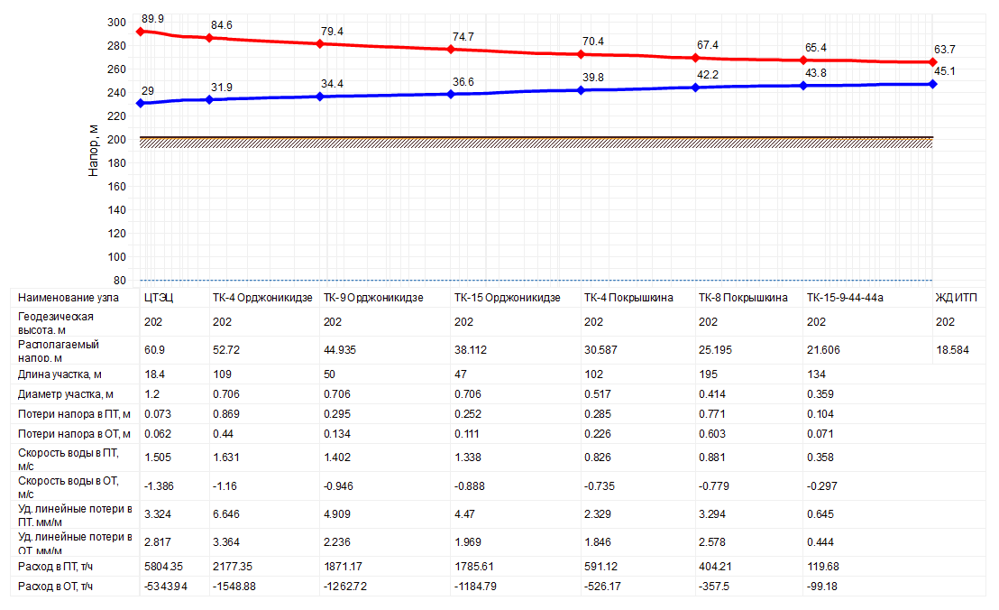 300
280
260
240
220
200
180
160
140
120
100
80
Напор, м
89.9 84.6 79.4 74.7 70.4 67.4 65.4 63.7
29 31.9 34.4 36.6 39.8 42.2 43.8 45.1
Наименование узла ЦТЭЦ ТК-4 Орджоникидзе ТК-9 Орджоникидзе ТК-15 Орджоникидзе ТК-4 Покрышкина ТК-8 Покрышкина ТК-15-9-44-44а ЖД ИТП
Геодезическая
высота, м 202 202 202 202 202 202 202 202
Располагаемый
напор, м 60.9 52.72 44.935 38.112 30.587 25.195 21.606 18.584
Длина участка, м 18.4 109 50 47 102 195 134
Диаметр участка, м 1.2 0.706 0.706 0.706 0.517 0.414 0.359
Потери напора в ПТ, м 0.073 0.869 0.295 0.252 0.285 0.771 0.104
Потери напора в ОТ, м 0.062 0.44 0.134 0.111 0.226 0.603 0.071
Скорость воды в ПТ,
м/с 1.505 1.631 1.402 1.338 0.826 0.881 0.358
Скорость воды в ОТ,
м/с -1.386 -1.16 -0.946 -0.888 -0.735 -0.779 -0.297
Уд. линейные потери в
ПТ, мм/м 3.324 6.646 4.909 4.47 2.329 3.294 0.645
Уд. линейные потери в
ОТ, мм/м 2.817 3.364 2.236 1.969 1.846 2.578 0.444
Расход в ПТ, т/ч 5804.35 2177.35 1871.17 1785.61 591.12 404.21 119.68
Расход в ОТ, т/ч -5343.94 -1548.88 -1262.72 -1184.79 -526.17 -357.5 -99.18